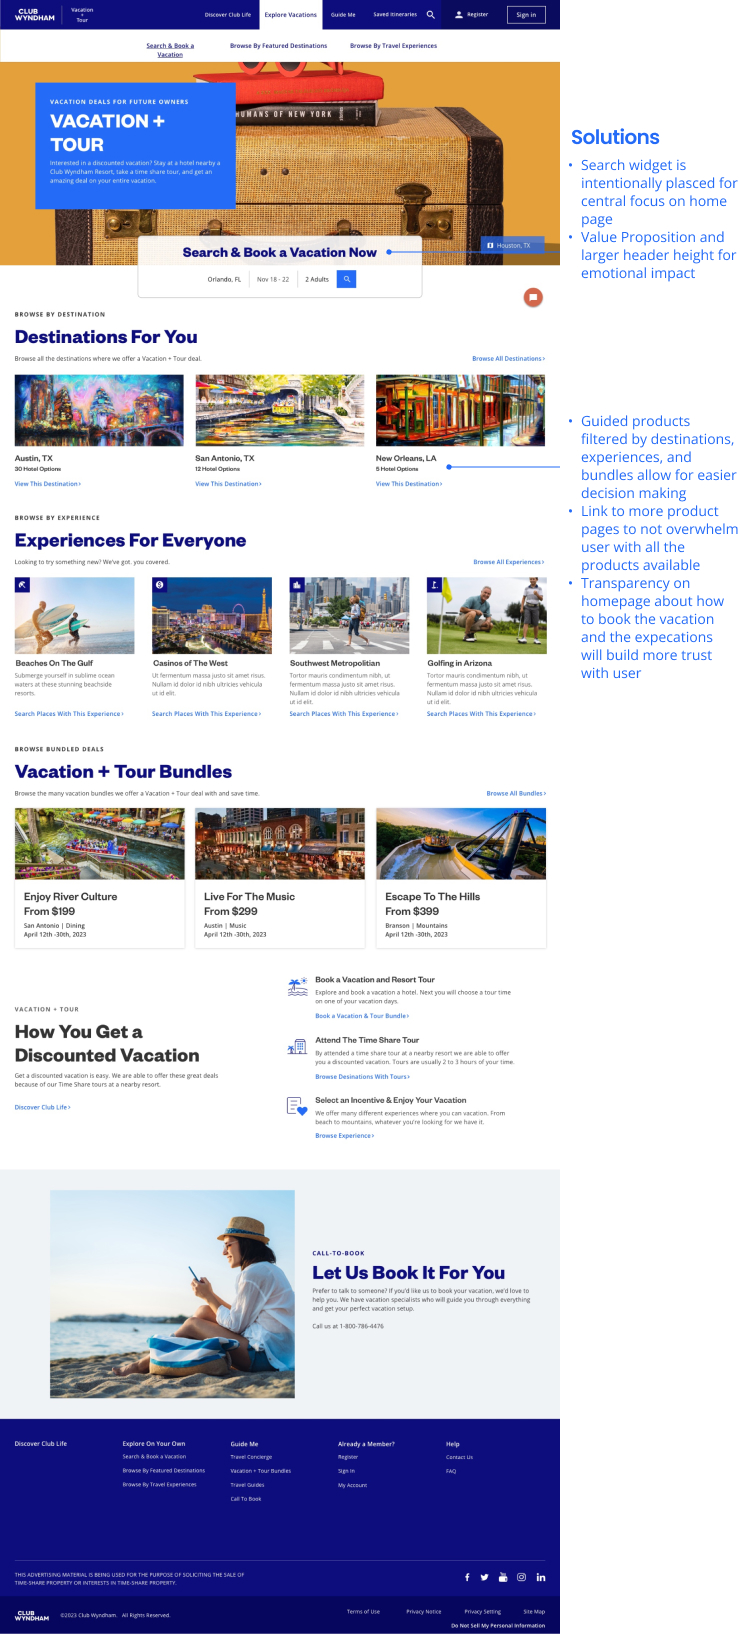 CLUB
WYNDHAM
Vacation
+
Tour
Discover Club Life
Explore Vacations
Guide Me
Saved Itineraries
Register
Sign in
Search & Book a
Vacation
Browse By Featured Destinations
Browse By Travel Experiences
HUMANS OF NEW YORK
VACATION DEALS FOR FUTURE OWNERS
VACATION +
TOUR
Interested in a discounted vacation? Stay at a hotel nearby a
Club Wyndham Resort, take a time share tour, and get an
amazing deal on your entire vacation.
Houston, TX
Search & Book a Vacation Now
Orlando, FL
Nov 18 - 22
2 Adults
Solutions
• Search widget is
intentionally plasced for
central focus on home
page
• Value Proposition and
larger header height for
emotional impact
BROWSE BY DESTINATION
Destinations For You
Browse all the destinations where we offer a Vacation + Tour deal.
Browse All Destinations >
Austin, TX
30 Hotel Options
View This Destination >
San Antonio, TX
12 Hotel Options
View This Destination >
New Orleans, LA
5 Hotel Options
View This Destination >
• Guided products
filtered by destinations,
experiences, and
bundles allow for easier
decision making
• Link to more product
pages to not overwhelm
user with all the
products available
• Transparency on
homepage about how
to book the vacation
and the expecations
will build more trust
with user
BROWSE BY EXPERIENCE
Experiences For Everyone
Looking to try something new? We've got. you covered.
Browse All Experiences >
Beaches On The Gulf
Submerge yourself in sublime ocean
waters at these stunning beachside
resorts.
Search Places With This Experience >
Casinos of The West
Ut fermentum massa justo sit amet risus.
Nullam id dolor id nibh ultricies vehicula
ut id elit.
Search Places With This Experience >
Southwest Metropolitian
Tortor mauris condimentum nibh, ut
fermentum massa justo sit amet risus.
Nullam id dolor id nibh ultricies vehicula
ut id elit.
Search Places With This Experience >
Golfing in Arizona
Tortor mauris condimentum nibh, ut
fermentum massa justo sit amet risus.
Nullam id dolor id nibh ultricies vehicula
ut id elit.
Search Places With This Experience >
BROWSE BUNDLED DEALS
Vacation + Tour Bundles
Browse the many vacation bundles we offer a Vacation + Tour deal with and save time.
Browse All Bundles >
Enjoy River Culture
From $199
San Antonio | Dining
April 12th -30th, 2023
Live For The Music
From $299
Austin | Music
April 12th -30th, 2023
Escape To The Hills
From $399
Branson | Mountains
April 12th -30th, 2023
VACATION + TOUR
How You Get a
Discounted Vacation
Get a discounted vacation is easy. We are able to offer these great deals
because of our Time Share tours at a nearby resort.
Discover Club Life >
Book a Vacation and Resort Tour
Explore and book a vacation a hotel. Next you will choose a tour time
on one of your vacation days.
Book a Vacation & Tour Bundle >
Attend The Time Share Tour
By attended a time share tour at a nearby resort we are able to offer
you a discounted vacation. Tours are usually 2 to 3 hours of your time.
Browse Desinations With Tours >
Select an Incentive & Enjoy Your Vacation
We offer many different experiences where you can vacation. From
beach to mountains, whatever you're looking for we have it.
Browse Experience >
CALL-TO-BOOK
Let Us Book It For You
Prefer to talk to someone? If you'd like us to book your vacation, we'd love to
help you. We have vacation specialists who will guide you through everything
and get your perfect vacation setup.
Call us at 1-800-786-4476
Discover Club Life
Explore On Your Own
Search & Book a Vacation
Browse By Featured Destinations
Browse By Travel Experiences
Guide Me
Travel Concierge
Vacation + Tour Bundles
Travel Guides
Call To Book
Already a Member?
Register
Sign In
My Account
Help
Contact Us
FAQ
THIS ADVERTISING MATERIAL IS BEING USED FOR THE PURPOSE OF SOLICITING THE SALE OF
TIME-SHARE PROPERTY OR INTERESTS IN TIME-SHARE PROPERTY.
CLUB
WYNDHAM
©2023 Club Wyndham. All Rights Reserved.
Terms of Use
Privacy Notice
Privacy Setting
Site Map
Do Not Sell My Personal Information